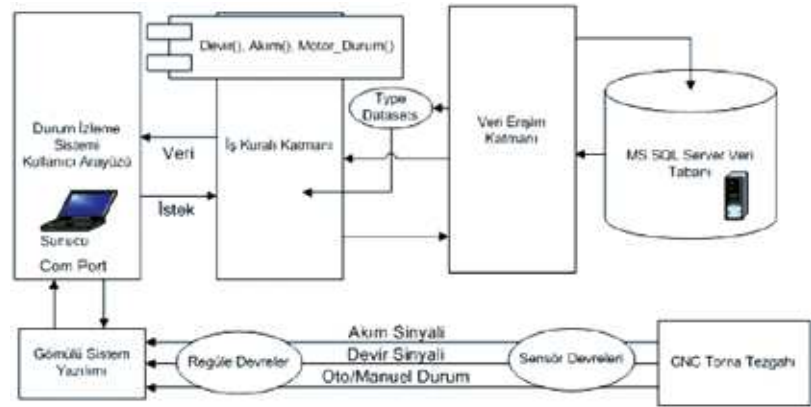 Devir(), Akım(), Motor_Durum()
Durum İzleme
Sistemi
Kullanıcı Arayüzü
Sunucu
Com Port
Veri
İstek
İş Kuralı Katmanı
Type
Datasets
Veri Erişim
Katmanı
MS SQL Server Veri
Tabanı
Gömülü Sistem
Yazılımı
Regüle Devreler
Akım Sinyali
Devir Sinyali
Oto/Manuel Durum
Sensör Devreleri
CNC Torna Tezgahı